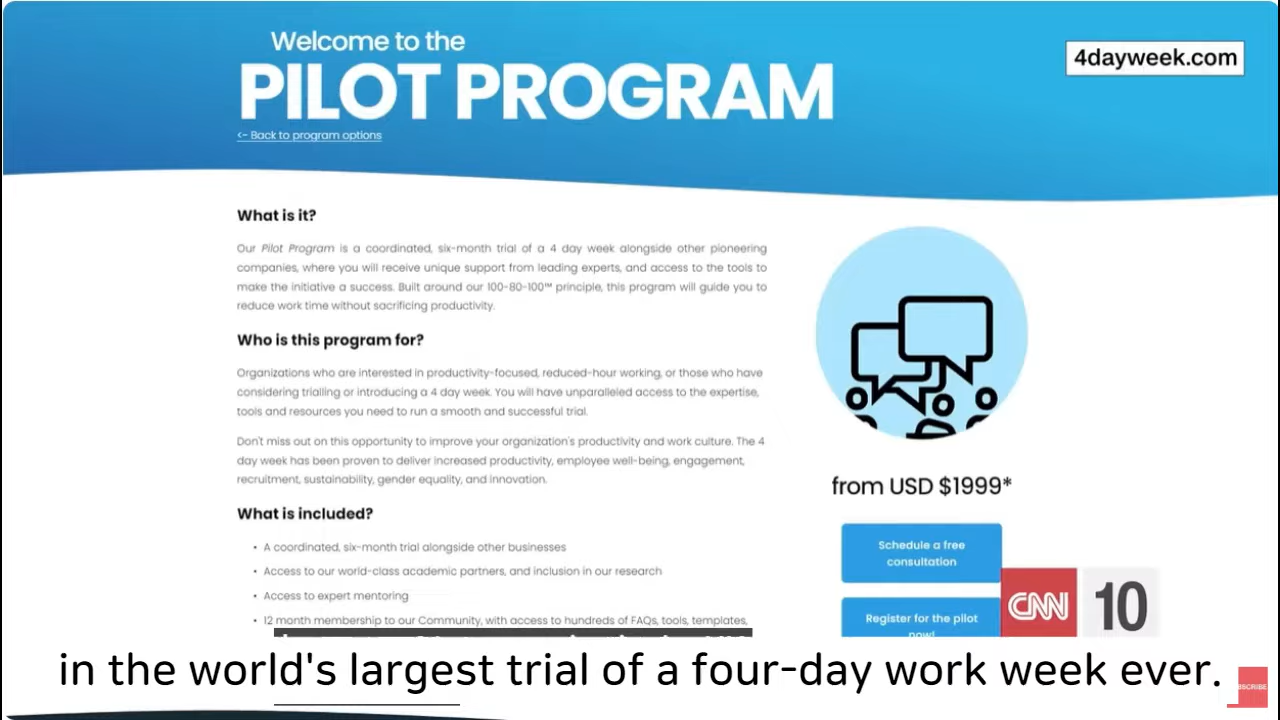 Welcome to the
PILOT PROGRAM
4dayweek.com
<- Back to program options
What is it?
Our Pilot Program is a coordinated, six-month trial of a 4 day week alongside other pioneering
companies, where you will receive unique support from leading experts, and access to the tools to
make the initiative a success. Built around our 100-80-100™ principle, this program will guide you to
reduce work time without sacrificing productivity.
Who is this program for?
Organizations who are interested in productivity-focused, reduced-hour working, or those who have
considering trialling or introducing a 4 day week. You will have unparalleled access to the expertise,
tools and resources you need to run a smooth and successful trial.
Don't miss out on this opportunity to improve your organization's productivity and work culture. The 4
day week has been proven to deliver increased productivity, employee well-being, engagement,
recruitment, sustainability, gender equality, and innovation.
What is included?
• A coordinated, six-month trial alongside other businesses
• Access to our world-class academic partners, and inclusion in our research
• Access to expert mentoring
• 12 month membership to our Community, with access to hundreds of FAQs, tools, templates,
from USD $1999*
Schedule a free
consultation
Register for the pilot
now!
CNN 10
in the world's largest trial of a four-day work week ever.